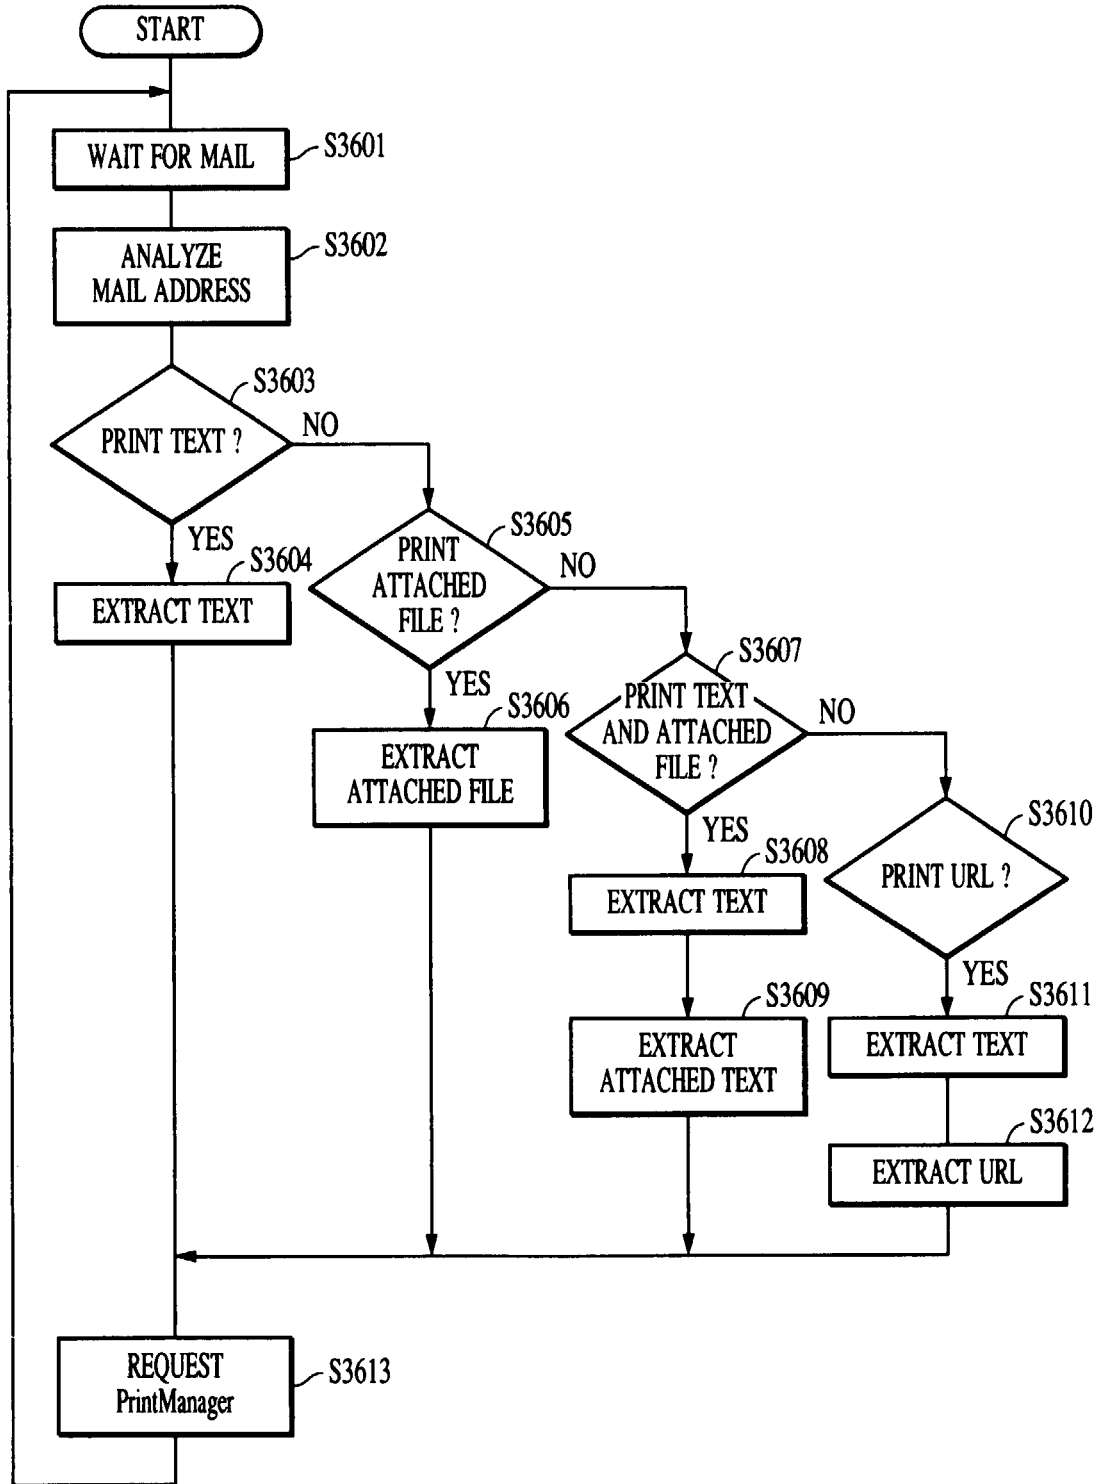 START
WAIT FOR MAIL
S3601
ANALYZE
MAIL ADDRESS
S3602
S3603
PRINT TEXT ?
NO
YES
S3604
EXTRACT TEXT
S3605
PRINT
ATTACHED
FILE ?
NO
YES
S3606
EXTRACT
ATTACHED FILE
S3607
PRINT TEXT
AND ATTACHED
FILE ?
NO
YES
S3608
EXTRACT TEXT
S3609
EXTRACT
ATTACHED TEXT
S3610
PRINT URL ?
YES
S3611
EXTRACT TEXT
S3612
EXTRACT URL
REQUEST
PrintManager
S3613